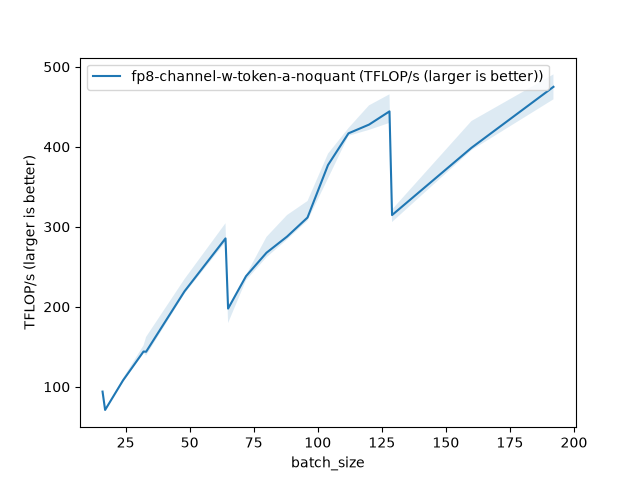 fp8-channel-w-token-a-noquant (TFLOP/s (larger is better))
TFLOP/s (larger is better)
500
400
300
200
100
25 50 75 100 125 150 175 200
batch_size